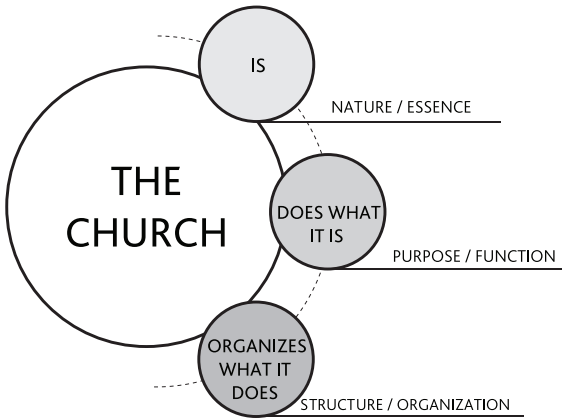 THE
CHURCH
IS
NATURE / ESSENCE
DOES WHAT
IT IS
PURPOSE / FUNCTION
ORGANIZES
WHAT IT
DOES
STRUCTURE / ORGANIZATION